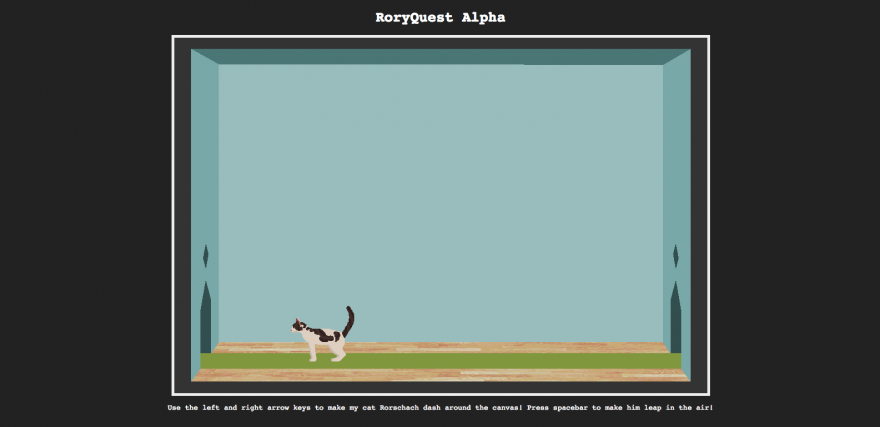 RoryQuest Alpha
Use the left and right arrow keys to make my cat Rorschach dash around the canvas! Press spacebar to make him leap in the air!